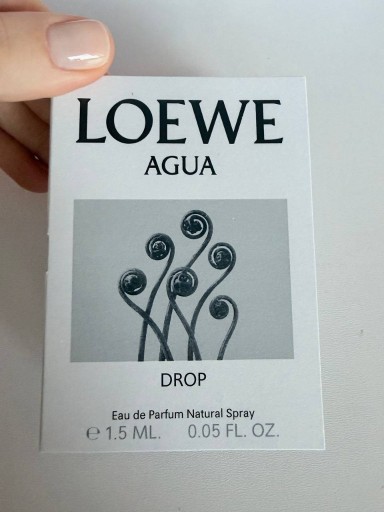 LOEWE
AGUA
DROP
Eau de Parfum Natural Spray
℮ 1.5 ML. 0.05 FL. OZ.